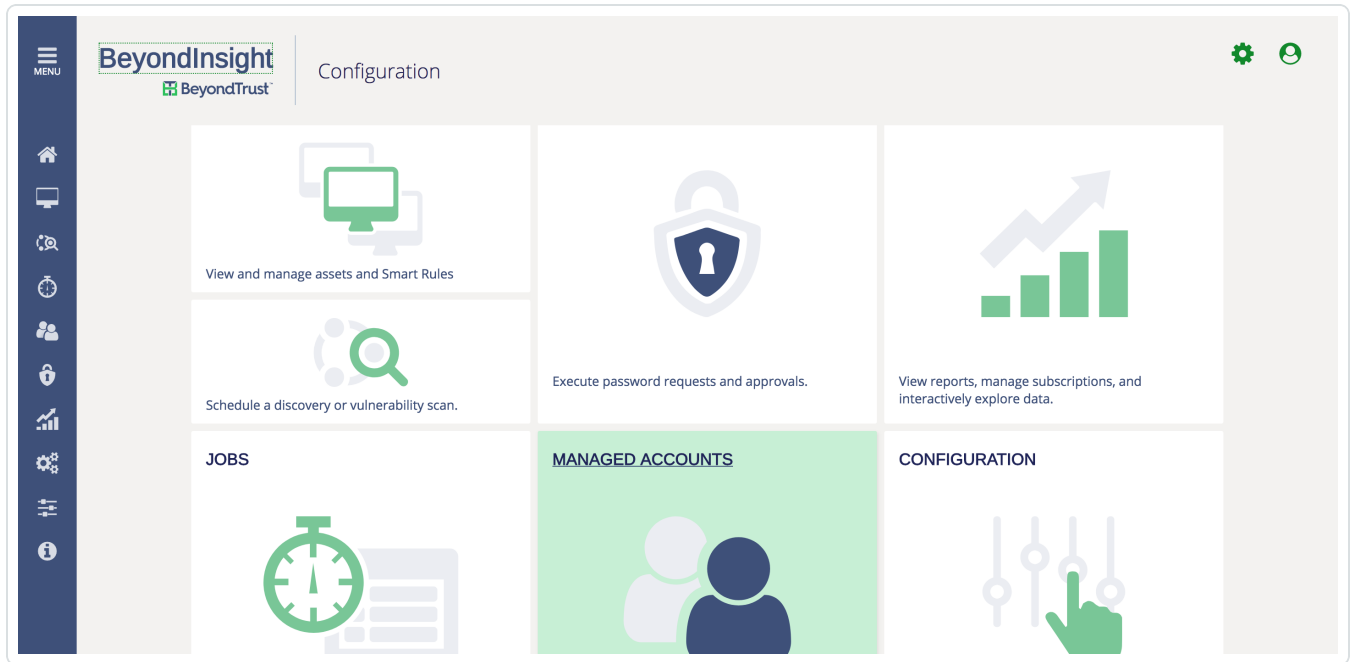 MENU
BeyondInsight
BeyondTrust™
Configuration
View and manage assets and Smart Rules
Schedule a discovery or vulnerability scan.
Execute password requests and approvals.
View reports, manage subscriptions, and
interactively explore data.
JOBS
MANAGED ACCOUNTS
CONFIGURATION